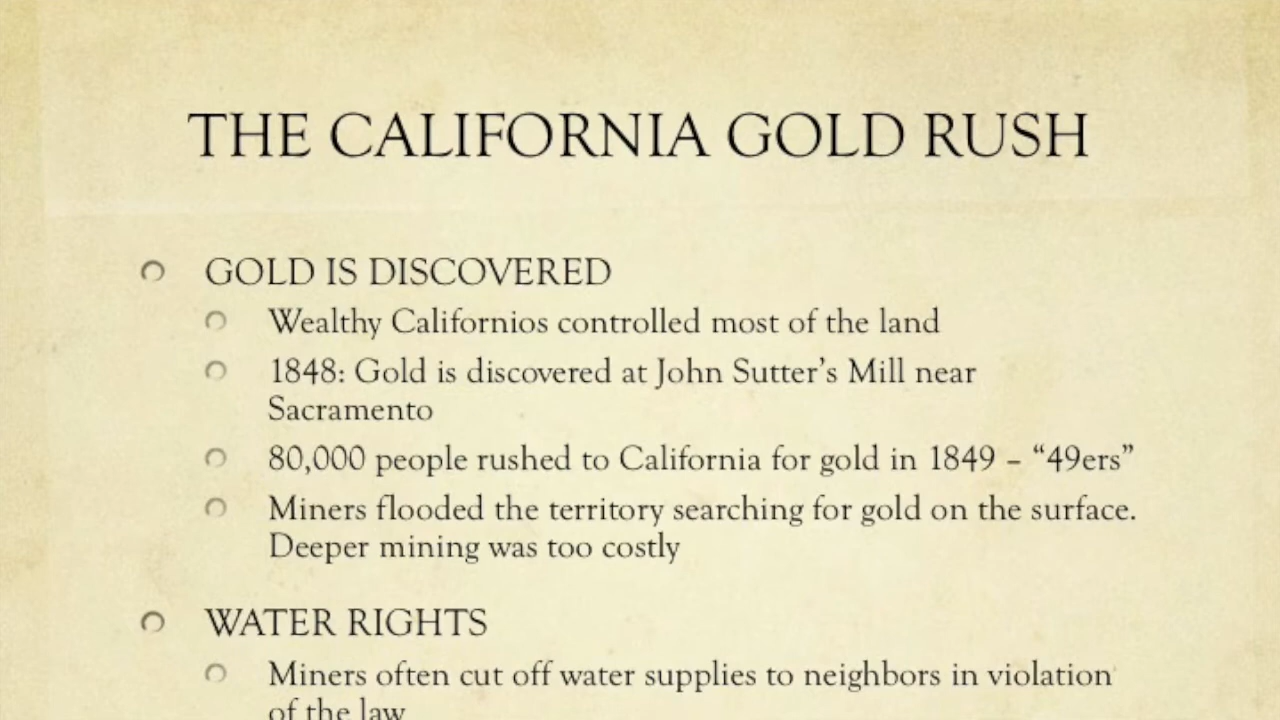 THE CALIFORNIA GOLD RUSH
GOLD IS DISCOVERED
Wealthy Californios controlled most of the land
1848: Gold is discovered at John Sutter’s Mill near
Sacramento
80,000 people rushed to California for gold in 1849 – “49ers”
Miners flooded the territory searching for gold on the surface.
Deeper mining was too costly
WATER RIGHTS
Miners often cut off water supplies to neighbors in violation
of the law